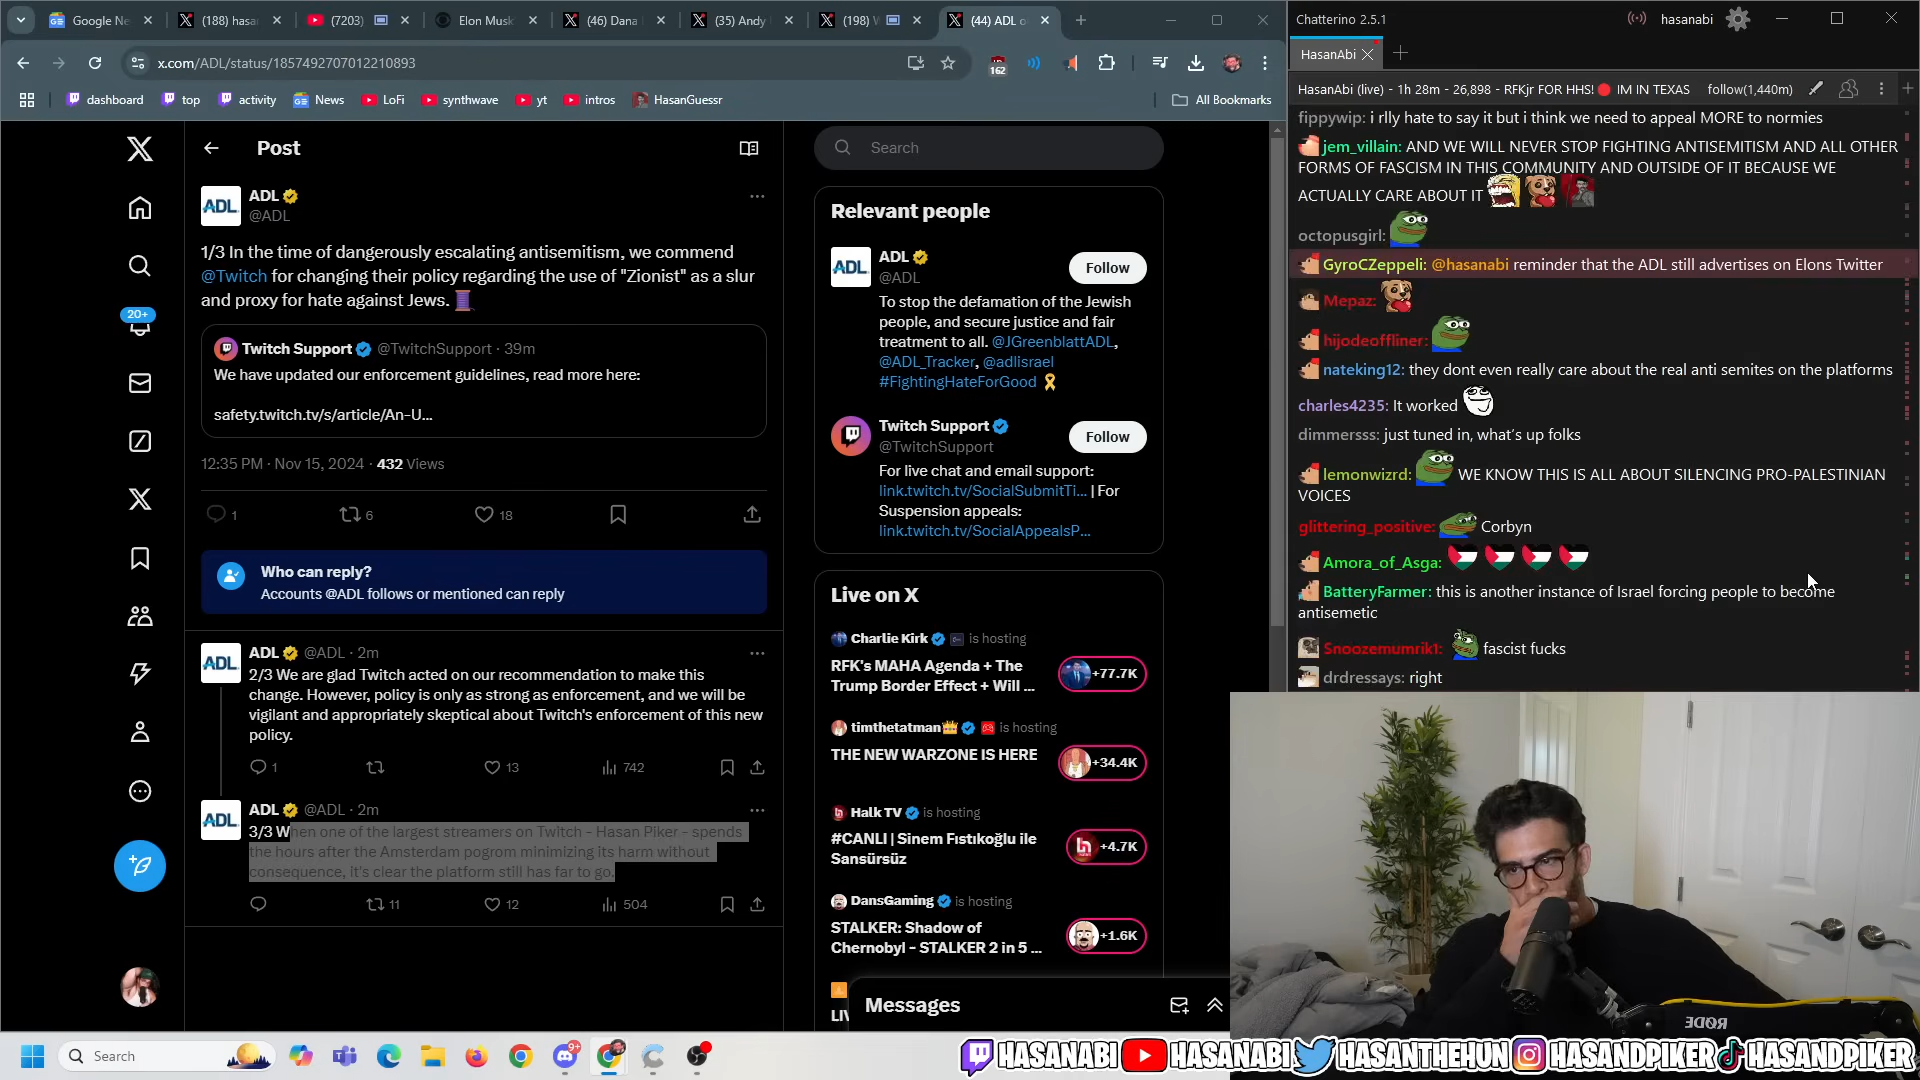 Google Ne
(188) hasa
(7203)
Elon Musk
(46) Dana
(35) Andy
(198) W
(44) ADL o
x.com/ADL/status/1857492707012210893
162
dashboard
top
activity
News
LoFi
synthwave
yt
intros
HasanGuessr
All Bookmarks
20+
Post
ADL
@ADL
1/3 In the time of dangerously escalating antisemitism, we commend
@Twitch for changing their policy regarding the use of "Zionist" as a slur
and proxy for hate against Jews.
Twitch Support @TwitchSupport · 39m
We have updated our enforcement guidelines, read more here:
safety.twitch.tv/s/article/An-U...
12:35 PM · Nov 15, 2024 · 432 Views
1 6 18
Who can reply?
Accounts @ADL follows or mentioned can reply
ADL @ADL · 2m
2/3 We are glad Twitch acted on our recommendation to make this
change. However, policy is only as strong as enforcement, and we will be
vigilant and appropriately skeptical about Twitch's enforcement of this new
policy.
1 13 742
ADL @ADL · 2m
3/3 When one of the largest streamers on Twitch - Hasan Piker - spends
the hours after the Amsterdam pogrom minimizing its harm without
consequence, it's clear the platform still has far to go.
11 12 504
Search
Relevant people
ADL
@ADL
Follow
To stop the defamation of the Jewish
people, and secure justice and fair
treatment to all. @JGreenblattADL,
@ADL_Tracker, @adlisrael
#FightingHateForGood
Twitch Support
@TwitchSupport
Follow
For live chat and email support:
link.twitch.tv/SocialSubmitTi... | For
Suspension appeals:
link.twitch.tv/SocialAppealsP...
Live on X
Charlie Kirk is hosting
RFK's MAHA Agenda + The
Trump Border Effect + Will ...
+77.7K
timthetatman is hosting
THE NEW WARZONE IS HERE
+34.4K
Halk TV is hosting
#CANLI | Sinem Fıstıkoğlu ile
Sansürsüz
+4.7K
DansGaming is hosting
STALKER: Shadow of
Chernobyl - STALKER 2 in 5 ...
+1.6K
Messages
Chatterino 2.5.1
hasanabi
HasanAbi
HasanAbi (live) - 1h 28m - 26,898 - RFKjr FOR HHS! IM IN TEXAS
follow(1,440m)
fippywip: i rlly hate to say it but i think we need to appeal MORE to normies
jem_villain: AND WE WILL NEVER STOP FIGHTING ANTISEMITISM AND ALL OTHER
FORMS OF FASCISM IN THIS COMMUNITY AND OUTSIDE OF IT BECAUSE WE
ACTUALLY CARE ABOUT IT
octopusgirl:
GyroCZeppeli: @hasanabi reminder that the ADL still advertises on Elons Twitter
Mepaz:
hijodeoffliner:
nateking12: they dont even really care about the real anti semites on the platforms
charles4235: It worked
dimmersss: just tuned in, what's up folks
lemonwizrd: WE KNOW THIS IS ALL ABOUT SILENCING PRO-PALESTINIAN
VOICES
glittering_positive: Corbyn
Amora_of_Asga:
BatteryFarmer: this is another instance of Israel forcing people to become
antisemetic
Snoozemumrik1: fascist fucks
drdressays: right
RØDE
Search
9+
HASANABI HASANABI HASANTHEHUN HASANDPIKER HASANDPIKER